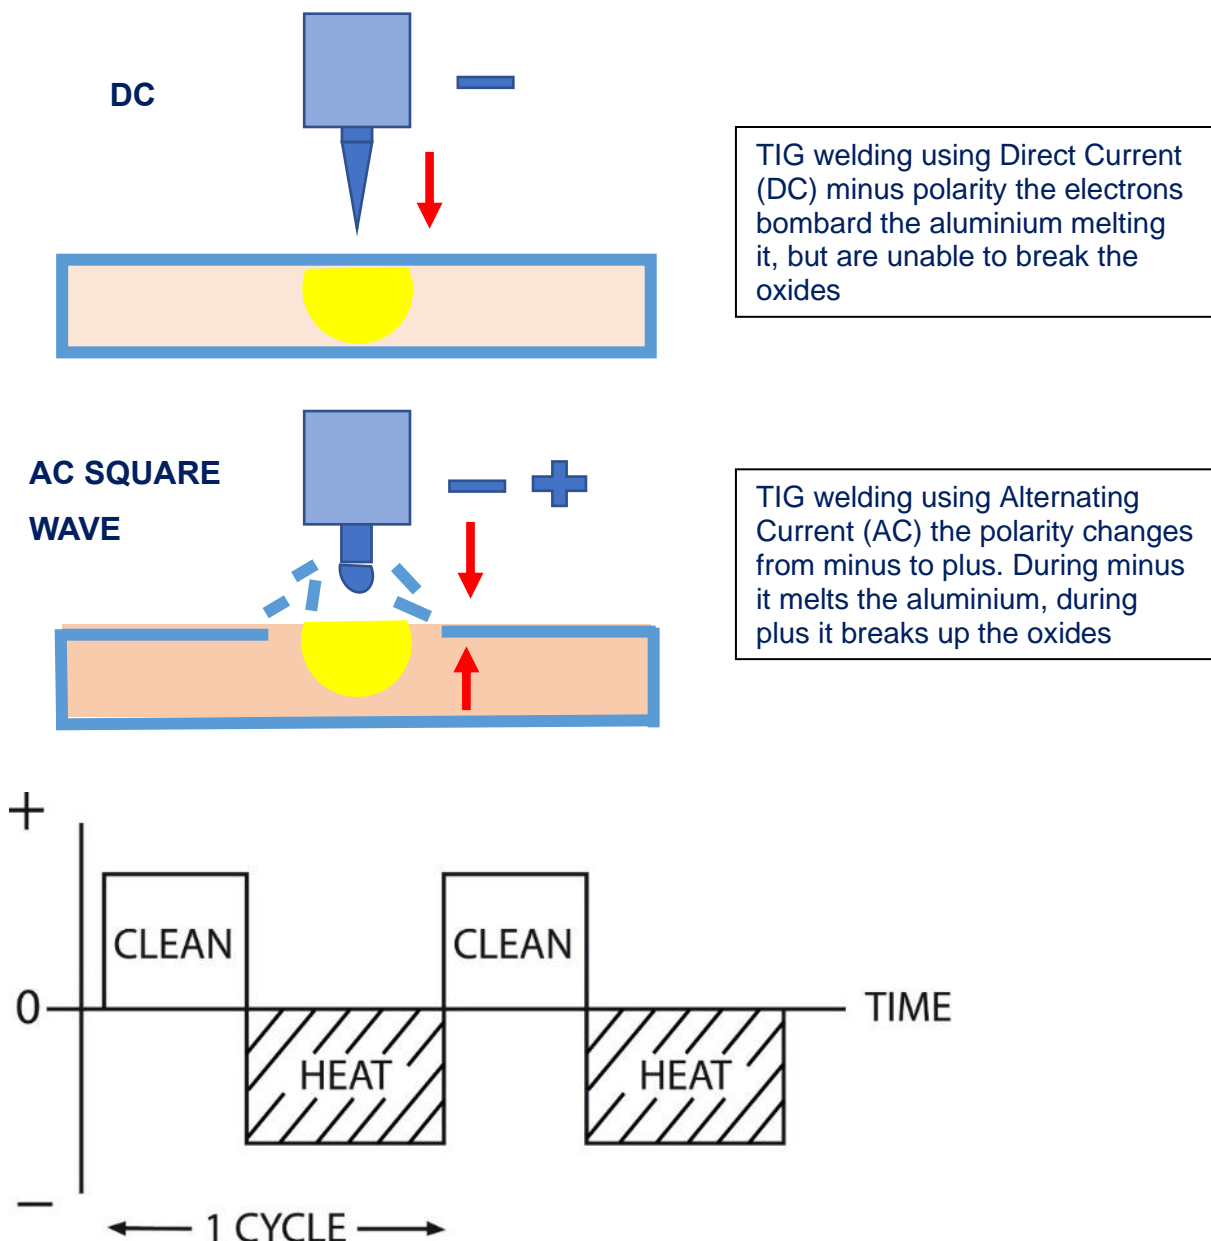 DC
TIG welding using Direct Current
(DC) minus polarity the electrons
bombard the aluminium melting
it, but are unable to break the
oxides
AC SQUARE
WAVE
TIG welding using Alternating
Current (AC) the polarity changes
from minus to plus. During minus
it melts the aluminium, during
plus it breaks up the oxides
+
CLEAN
CLEAN
0
TIME
HEAT
HEAT
−
1 CYCLE